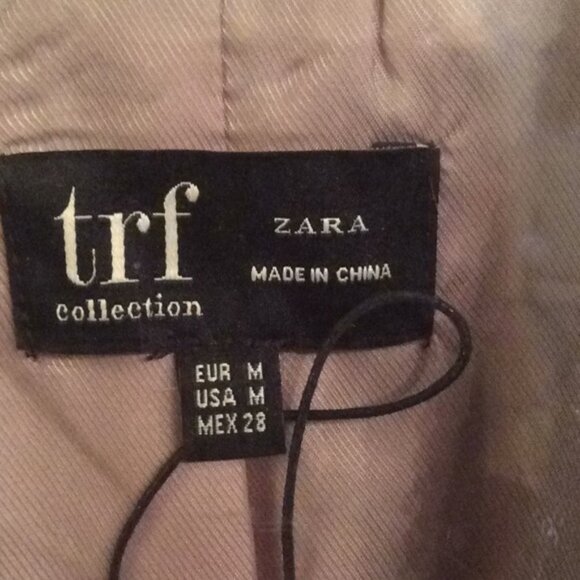 trf
collection
ZARA
MADE IN CHINA
EUR M
USA M
MEX 28